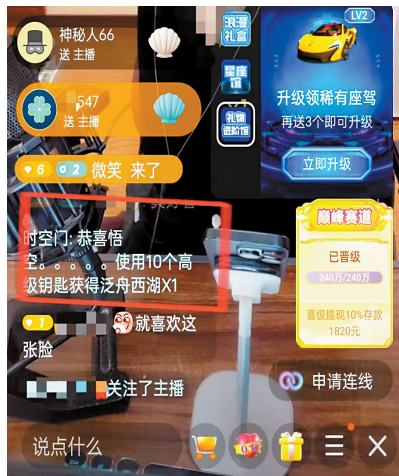 神秘人66
送 主播
547
送 主播
6 2 微笑 来了
时空门: 恭喜悟
空。。。。。使用10个高
级钥匙获得泛舟西湖X1
1 就喜欢这
张脸
关注了主播
说点什么
浪漫
礼盒
星座
馆
礼物
进阶馆
LV2
升级领稀有座驾
再送3个即可升级
立即升级
巅峰赛道
已晋级
240万/240万
晋级提现10%存款
1820元
申请连线